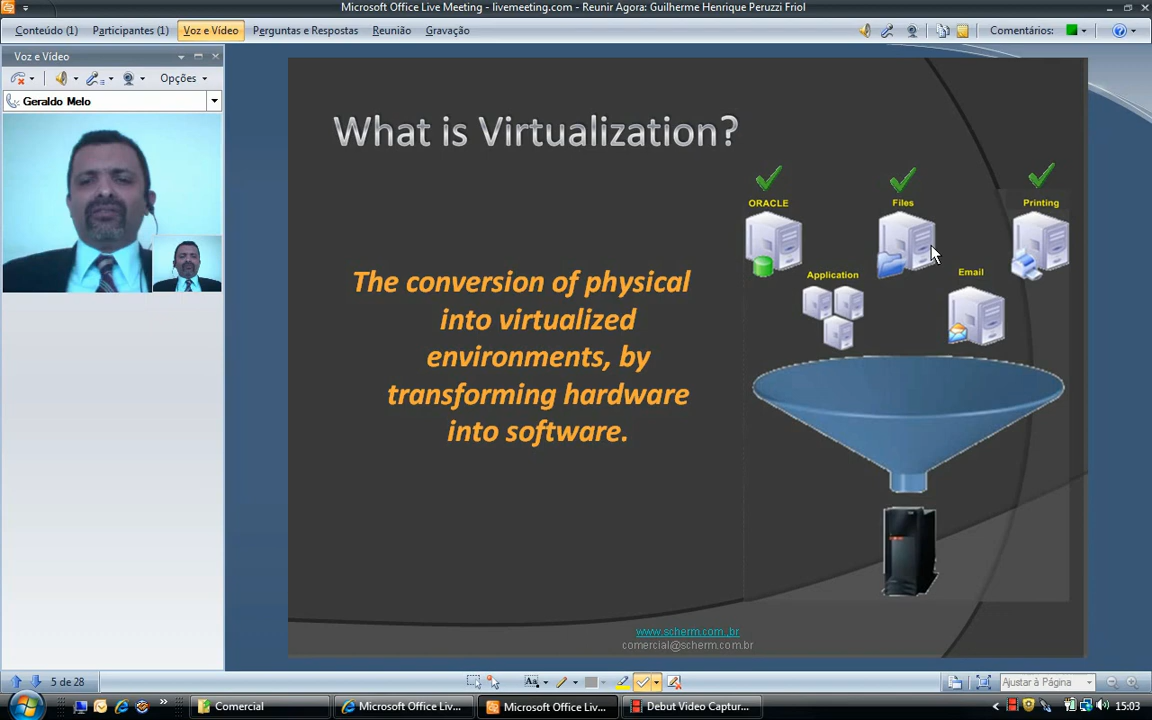 Microsoft Office Live Meeting - livemeeting.com - Reunir Agora: Guilherme Henrique Peruzzi Friol
Conteúdo (1) Participantes (1) Voz e Vídeo Perguntas e Respostas Reunião Gravação Comentários:
Voz e Vídeo
Opções
Geraldo Melo
What is Virtualization?
ORACLE Files Printing
Application Email
The conversion of physical
into virtualized
environments, by
transforming hardware
into software.
www.scherm.com.br
comercial@scherm.com.br
5 de 28 Aa Ajustar à Página
Comercial Microsoft Office Live... Microsoft Office Liv... Debut Video Captur... 15:03